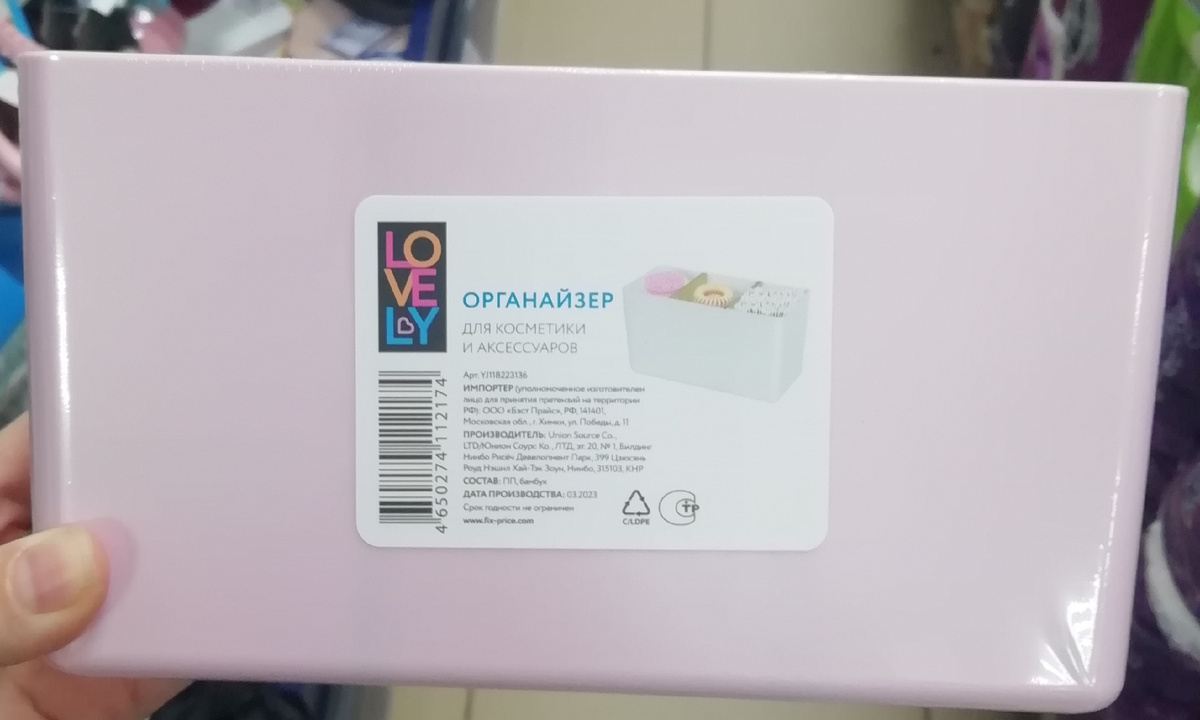 LO
VE
LY
ОРГАНАЙЗЕР
ДЛЯ КОСМЕТИКИ
И АКСЕССУАРОВ
Арт. YJ118223136
ИМПОРТЕР (уполномоченное изготовителем
лицо для принятия претензий на территории
РФ): ООО «Бэст Прайс», РФ, 141401,
Московская обл., г. Химки, ул. Победы, д. 11
ПРОИЗВОДИТЕЛЬ: Union Source Co.,
LTD/Юнион Соурс Ко., ЛТД, эт. 20, № 1, Билдинг
Нинбо Рисёч Девелопмент Парк, 399 Цзюсянь
Роуд Нэшнл Хай-Тэк Зоун, Нинбо, 315103, КНР
СОСТАВ: ПП, бамбук
ДАТА ПРОИЗВОДСТВА: 03.2023
Срок годности не ограничен
www.fix-price.com
4 650274 112174
C/LDPE
СТР